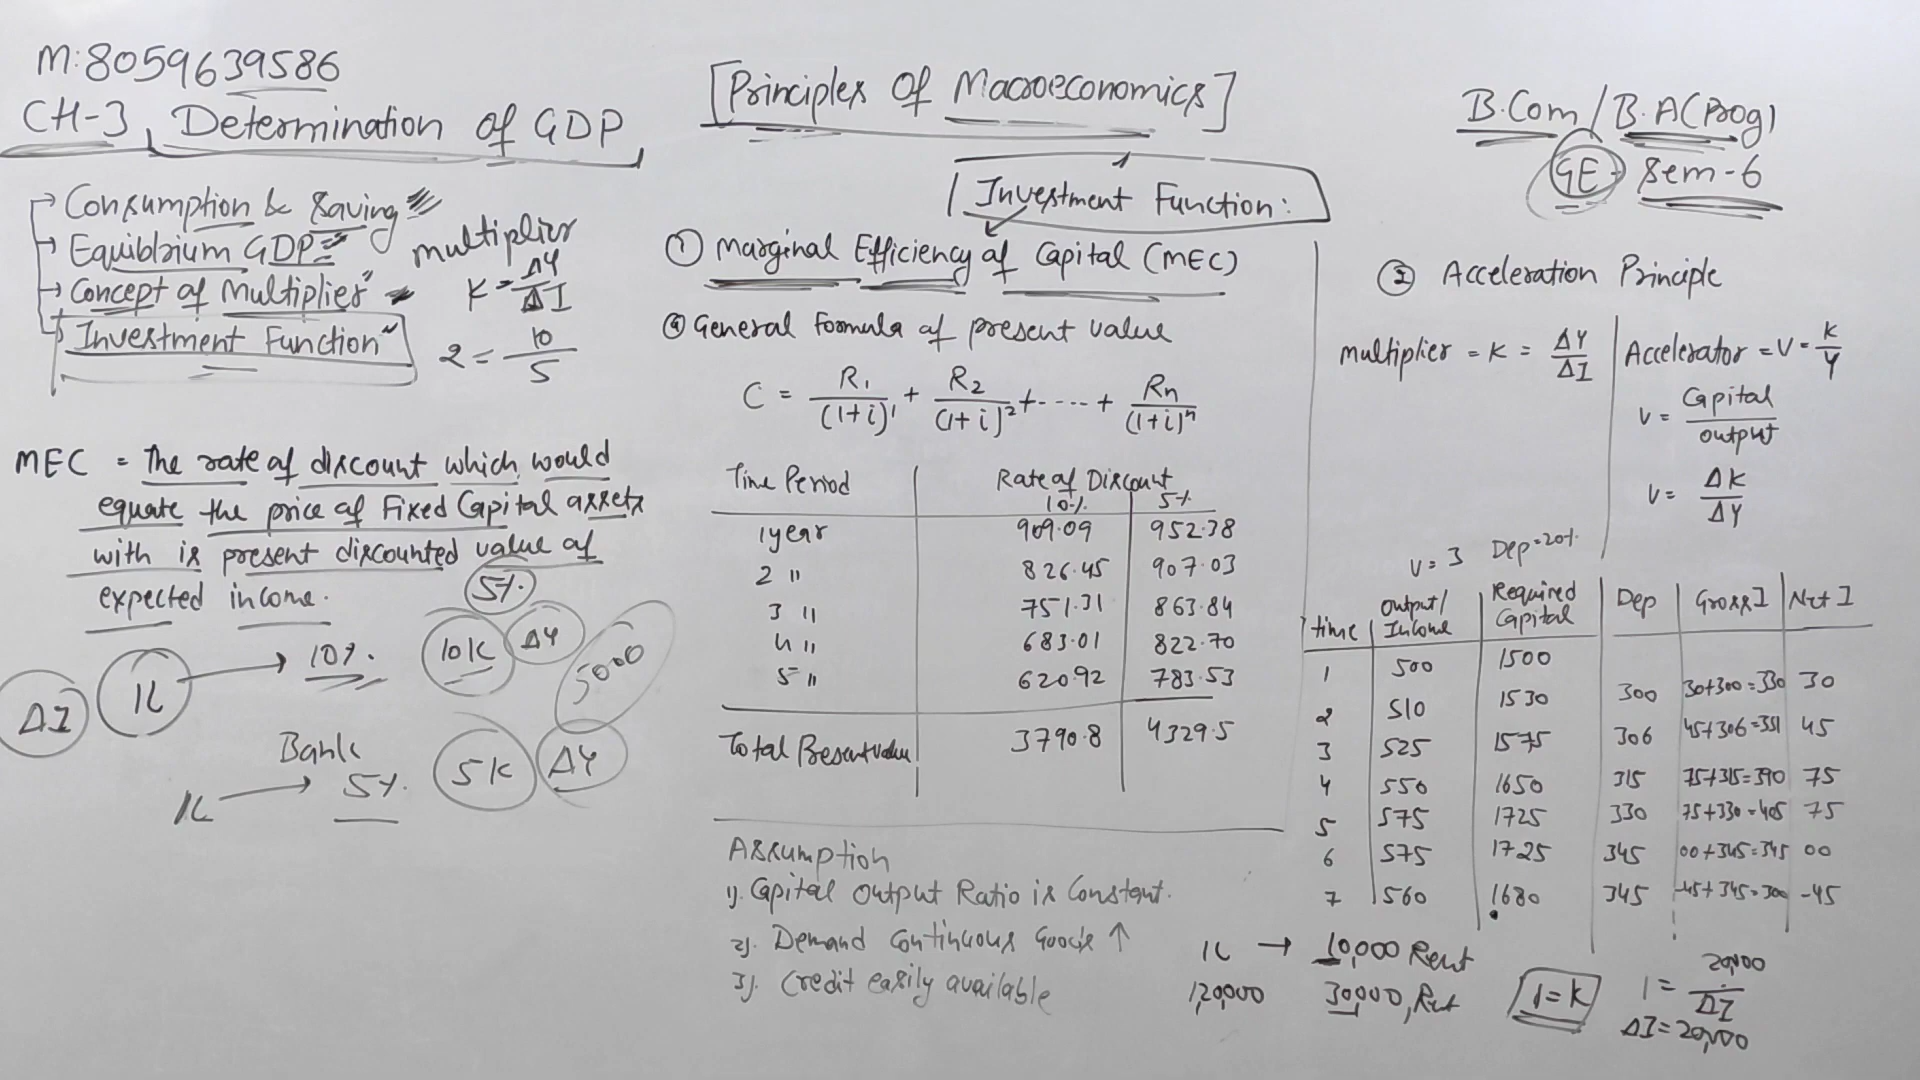 M:8059639586
CH-3, Determination of GDP
→ Consumption & Saving
→ Equiblrium GDP
→ Concept of Multiplier"
Investment Function"
multiplier
K = ΔY/ΔI
2 = 10/5
MEC = The rate of discount which would
equate the price of Fixed Capital assets
with is present discounted value of
expected income.
5%.
ΔI 1L → 10%. 10K ΔY 5000
Bank
1L → 5%. 5K ΔY
[Principles Of Macroeconomics]
Investment Function:
① Marginal Efficiency of Capital (MEC)
ⓐ General formula of present value
C = R1/(1+i)^1 + R2/(1+i)^2 + ---- + Rn/(1+i)^n
Time Period Rate of Discount
10% 5%
1 year 909.09 952.38
2 " 826.45 907.03
3 " 751.31 863.84
4 " 683.01 822.70
5 " 620.92 783.53
Total Present value 3790.8 4329.5
Assumption
1). Capital Output Ratio is Constant.
2). Demand Continuous Goods ↑
3). Credit easily available
B.Com/B.A(Prog)
GE- Sem-6
② Acceleration Principle
multiplier = K = ΔY/ΔI
Accelerator = V = K/Y
V = Capital/output
V = ΔK/ΔY
V = 3 Dep = 20%
time Output/Income Required Capital Dep Gross I Net I
1 500 1500
2 510 1530 300 30+300=330 30
3 525 1575 306 45+306=351 45
4 550 1650 315 75+315=390 75
5 575 1725 330 75+330=405 75
6 575 1725 345 00+345=345 00
7 560 1680 345 -45+345=300 -45
1L → 10,000 Rent
1,20,000 30,000, Rent
1=K
1 = 20,000/ΔI
ΔI = 20,000